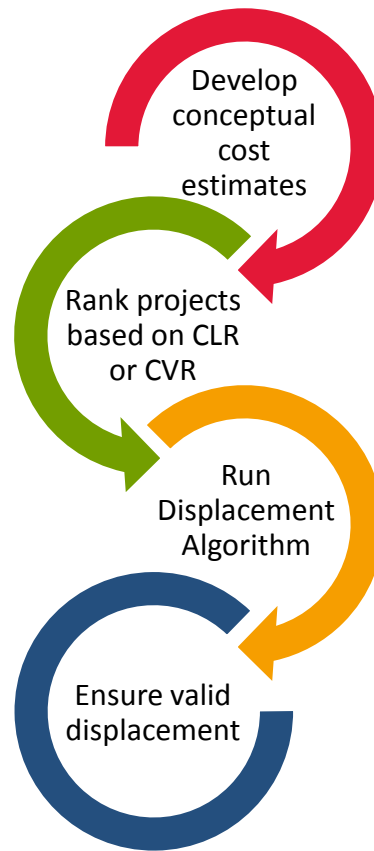 Develop
conceptual
cost
estimates
Rank projects
based on CLR
or CVR
Run
Displacement
Algorithm
Ensure valid
displacement